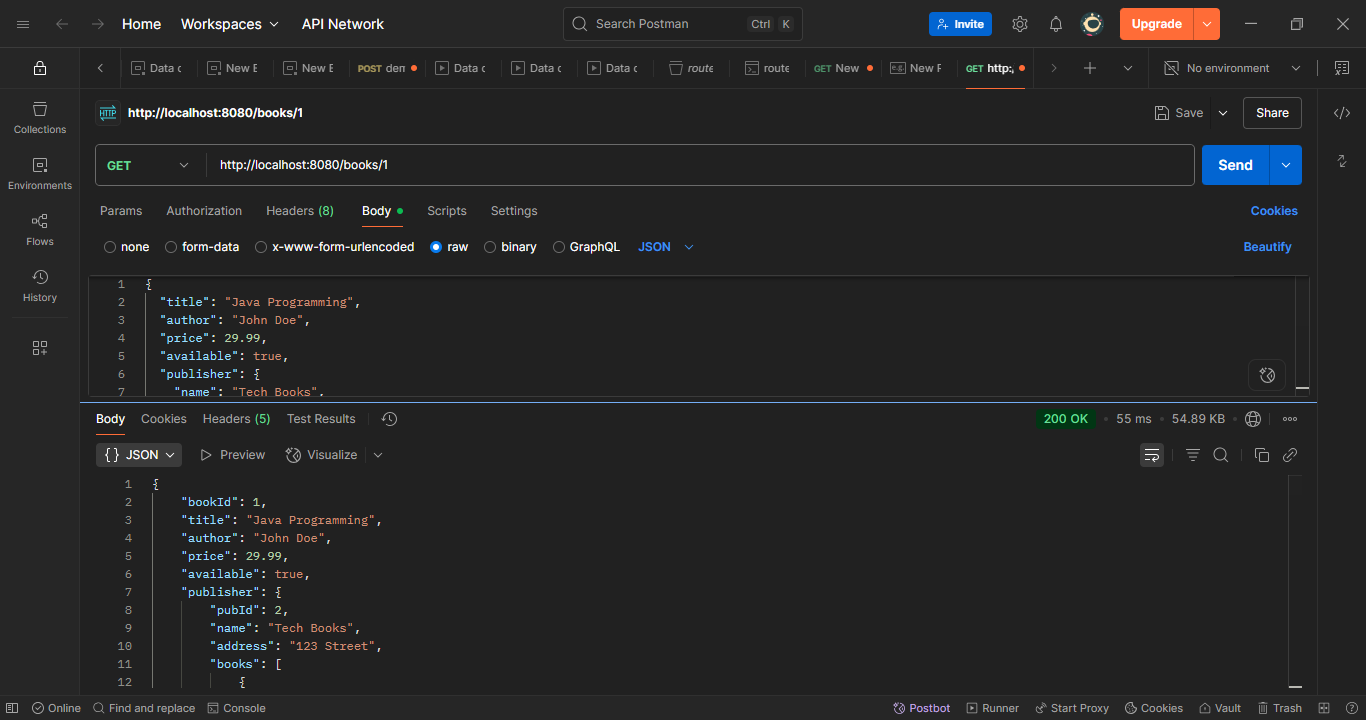 Home Workspaces API Network Search Postman Ctrl K Invite Upgrade
Data c New E New E POST den Data c Data c Data c route route GET New New F GET http:, No environment
HTTP http://localhost:8080/books/1 Save Share
Collections
Environments
Flows
History
GET http://localhost:8080/books/1 Send
Params Authorization Headers (8) Body Scripts Settings Cookies
none form-data x-www-form-urlencoded raw binary GraphQL JSON Beautify
1 {
2 "title": "Java Programming",
3 "author": "John Doe",
4 "price": 29.99,
5 "available": true,
6 "publisher": {
7 "name": "Tech Books",
Body Cookies Headers (5) Test Results 200 OK • 55 ms • 54.89 KB •
{} JSON Preview Visualize
1 {
2 "bookId": 1,
3 "title": "Java Programming",
4 "author": "John Doe",
5 "price": 29.99,
6 "available": true,
7 "publisher": {
8 "pubId": 2,
9 "name": "Tech Books",
10 "address": "123 Street",
11 "books": [
12 {
Online Find and replace Console Postbot Runner Start Proxy Cookies Vault Trash